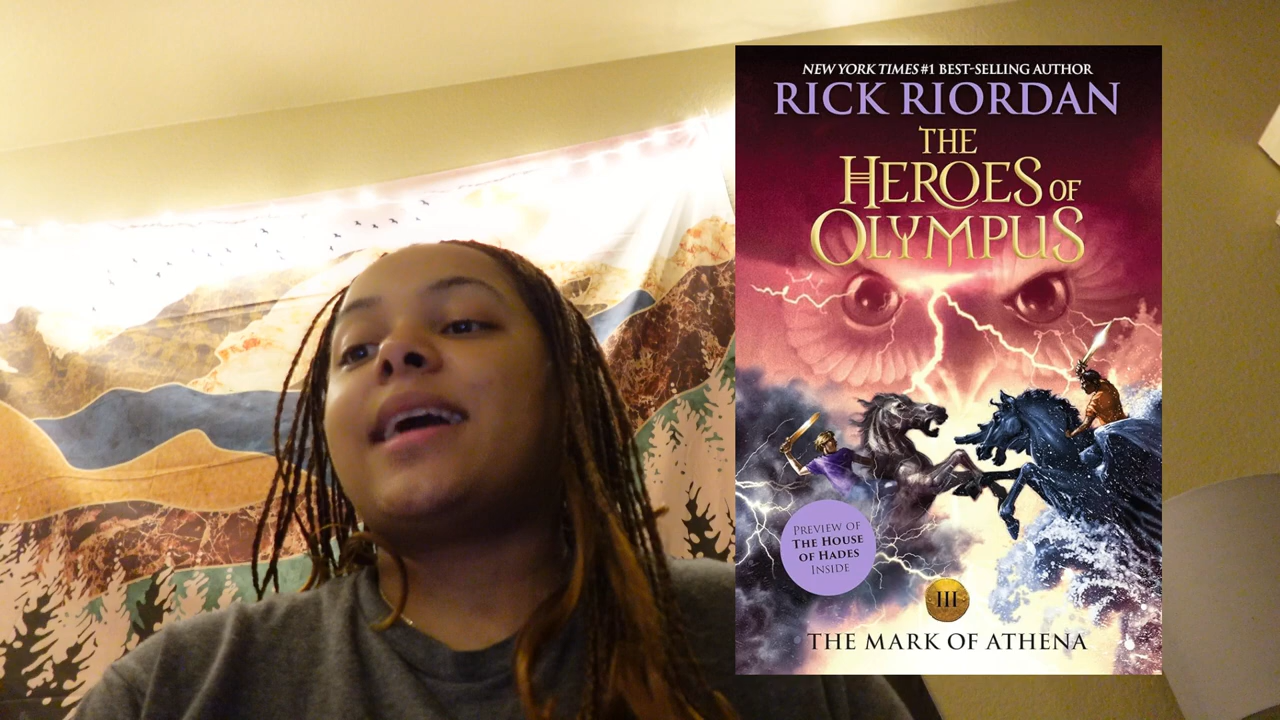 NEW YORK TIMES #1 BEST-SELLING AUTHOR
RICK RIORDAN
THE
HEROES OF
OLYMPUS
PREVIEW OF
THE HOUSE
OF HADES
INSIDE
III
THE MARK OF ATHENA